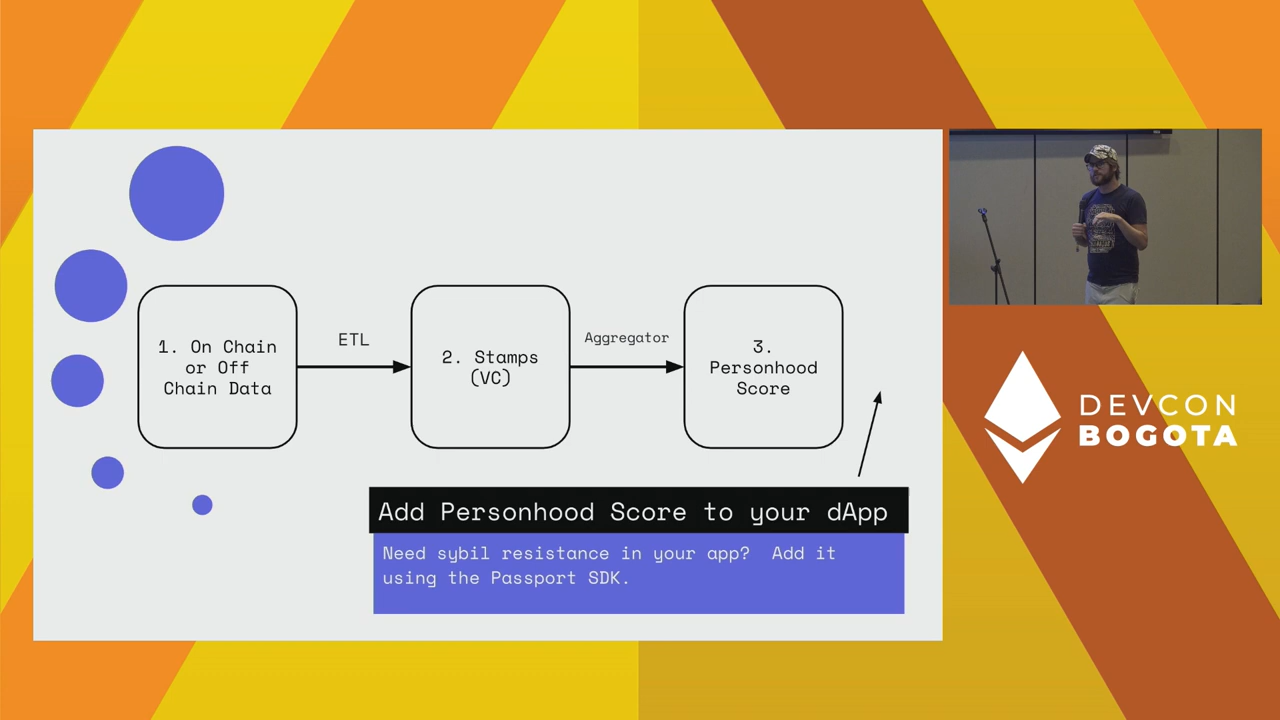 1. On Chain
or Off
Chain Data
ETL
2. Stamps
(VC)
Aggregator
3.
Personhood
Score
Add Personhood Score to your dApp
Need sybil resistance in your app?  Add it
using the Passport SDK.
DEVCON
BOGOTA